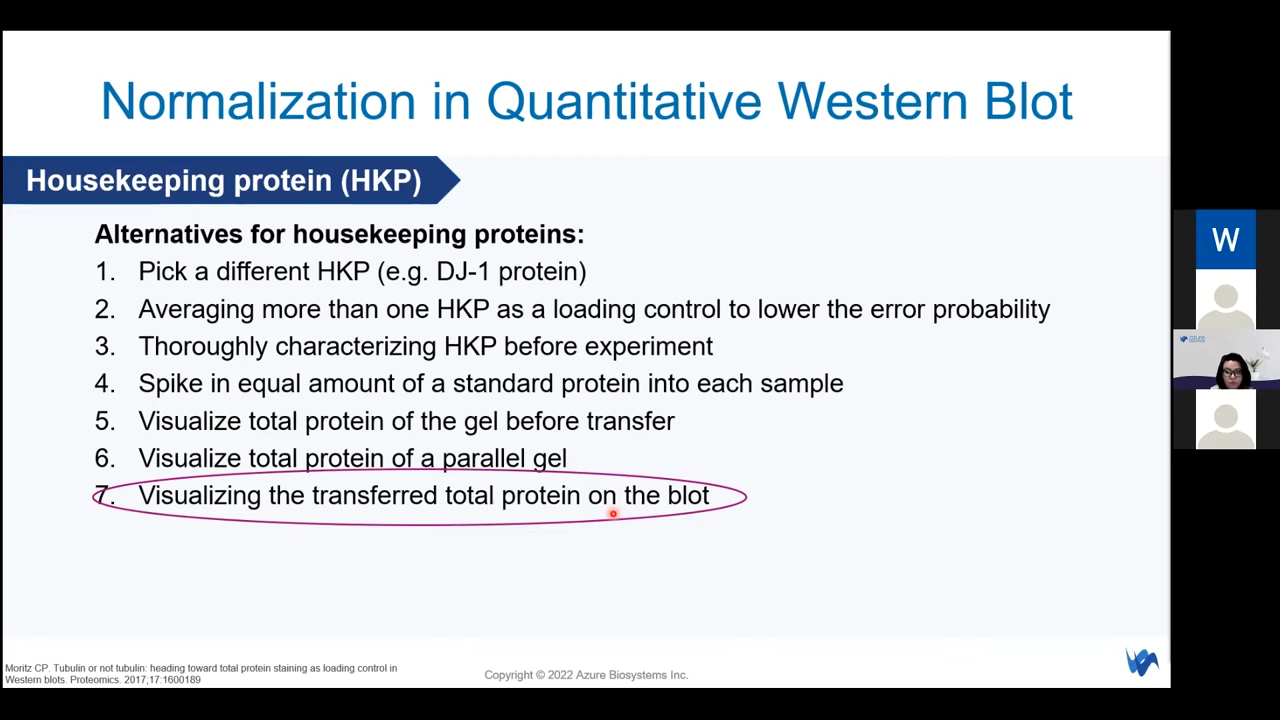 Normalization in Quantitative Western Blot
Housekeeping protein (HKP)
Alternatives for housekeeping proteins:
1. Pick a different HKP (e.g. DJ-1 protein)
2. Averaging more than one HKP as a loading control to lower the error probability
3. Thoroughly characterizing HKP before experiment
4. Spike in equal amount of a standard protein into each sample
5. Visualize total protein of the gel before transfer
6. Visualize total protein of a parallel gel
7. Visualizing the transferred total protein on the blot
Moritz CP. Tubulin or not tubulin: heading toward total protein staining as loading control in
Western blots. Proteomics. 2017;17:1600189
Copyright © 2022 Azure Biosystems Inc.
W